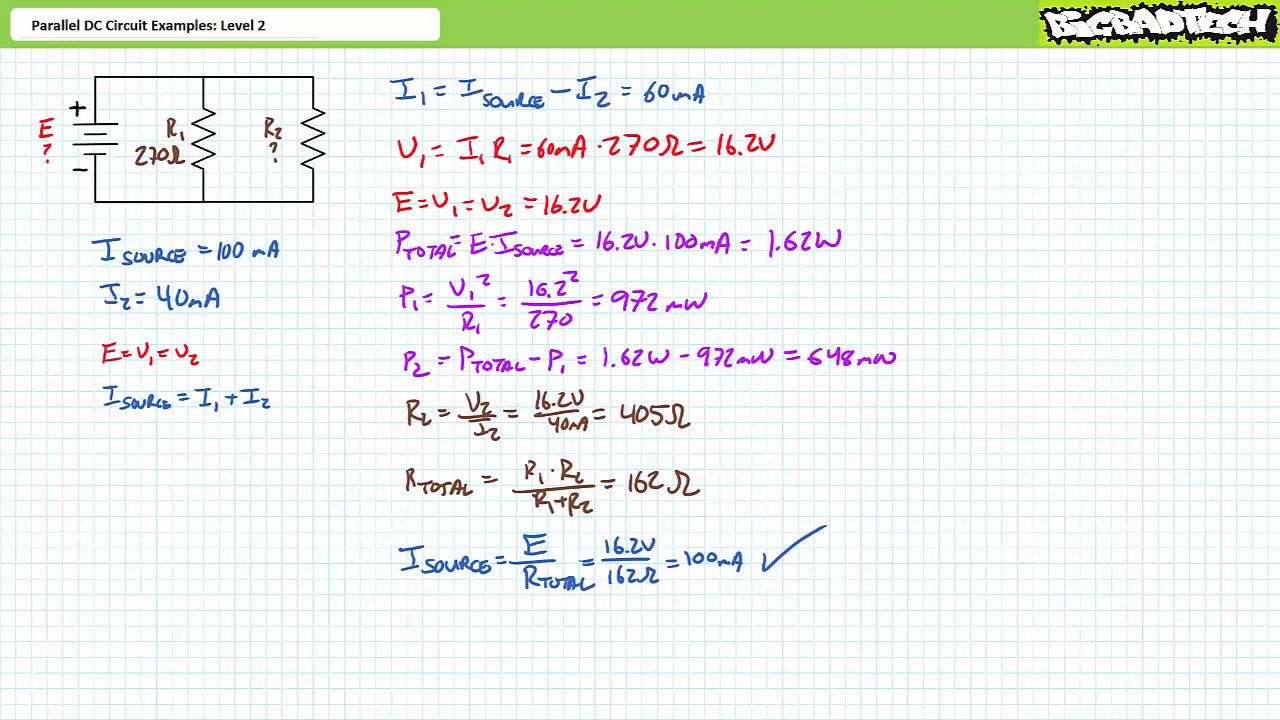 Parallel DC Circuit Examples: Level 2
BIGBADTECH
+
E
?
-
R1
270Ω
R2
?
ISOURCE = 100 mA
I2 = 40mA
E = V1 = V2
ISOURCE = I1 + I2
I1 = ISOURCE - I2 = 60mA
V1 = I1 R1 = 60mA · 270Ω = 16.2V
E = V1 = V2 = 16.2V
PTOTAL = E · ISOURCE = 16.2V · 100mA = 1.62W
P1 = V1² / R1 = 16.2² / 270 = 972 mW
P2 = PTOTAL - P1 = 1.62W - 972mW = 648mW
R2 = V2 / I2 = 16.2V / 40mA = 405Ω
RTOTAL = R1 · R2 / R1 + R2 = 162Ω
ISOURCE = E / RTOTAL = 16.2V / 162Ω = 100mA ✓